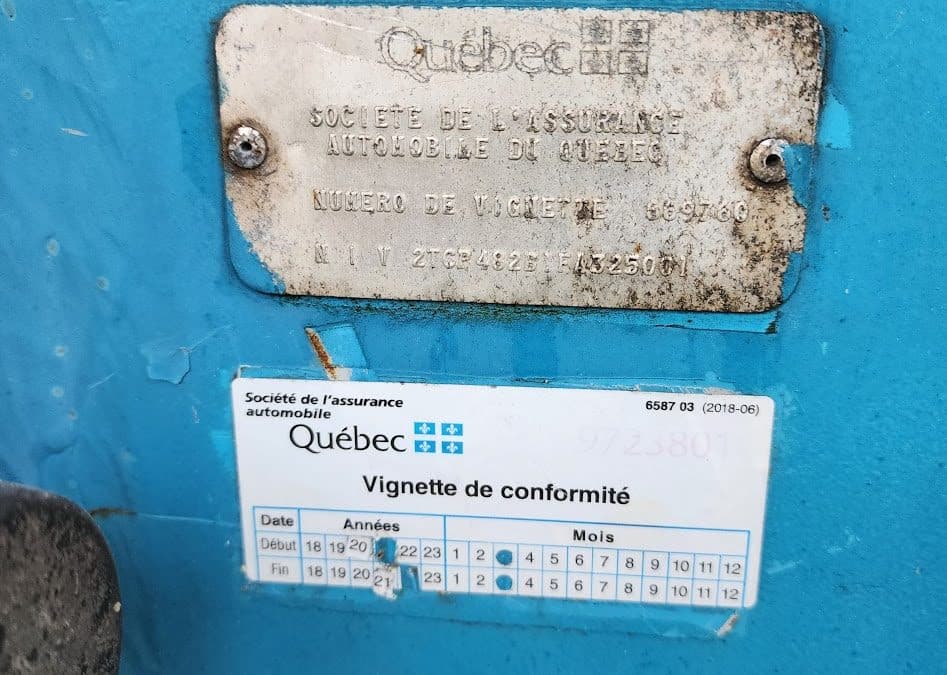 Québec
SOCIETE DE L'ASSURANCE
AUTOMOBILE DU QUEBEC
NUMERO DE VIGNETTE 669760
N I V
Société de l'assurance
automobile
Québec
6587 03 (2018-06)
9723801
Vignette de conformité
Date Années Mois
Début 18 19 20 22 23 1 2 4 5 6 7 8 9 10 11 12
Fin 18 19 20 21 23 1 2 4 5 6 7 8 9 10 11 12